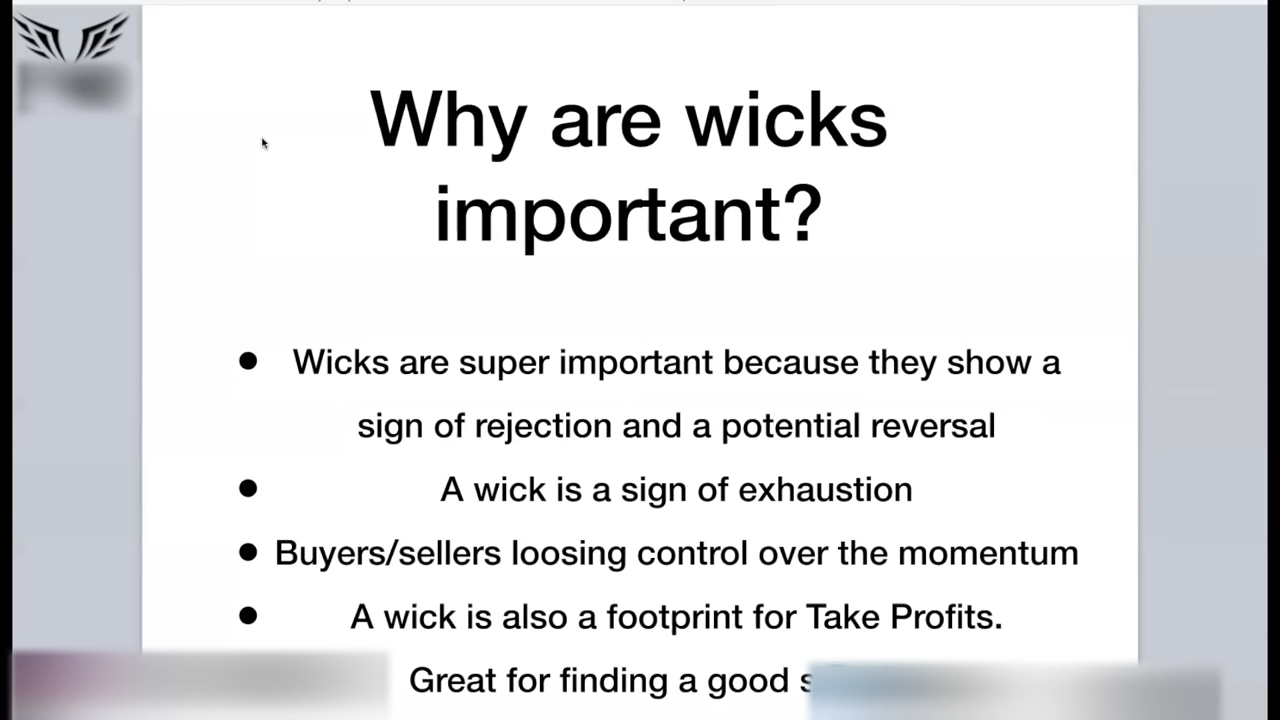 Why are wicks
important?
● Wicks are super important because they show a
sign of rejection and a potential reversal
● A wick is a sign of exhaustion
● Buyers/sellers loosing control over the momentum
● A wick is also a footprint for Take Profits.
Great for finding a good